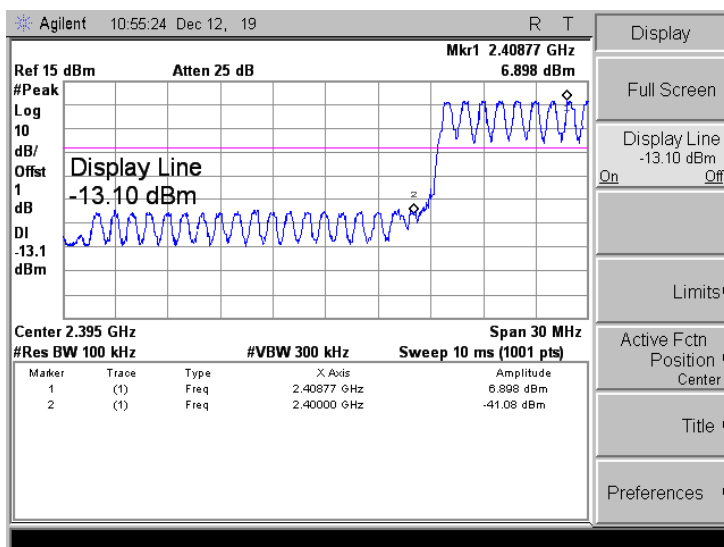 Agilent 10:55:24 Dec 12, 19 R T
Mkr1 2.40877 GHz
Ref 15 dBm Atten 25 dB 6.898 dBm
#Peak
Log
10
dB/
Offst
1
dB
DI
-13.1
dBm
Display Line
-13.10 dBm
1
2
Center 2.395 GHz Span 30 MHz
#Res BW 100 kHz #VBW 300 kHz Sweep 10 ms (1001 pts)
Marker Trace Type X Axis Amplitude
1 (1) Freq 2.40877 GHz 6.898 dBm
2 (1) Freq 2.40000 GHz -41.08 dBm
Display
Full Screen
Display Line
-13.10 dBm
On Off
Limits
Active Fctn
Position
Center
Title
Preferences